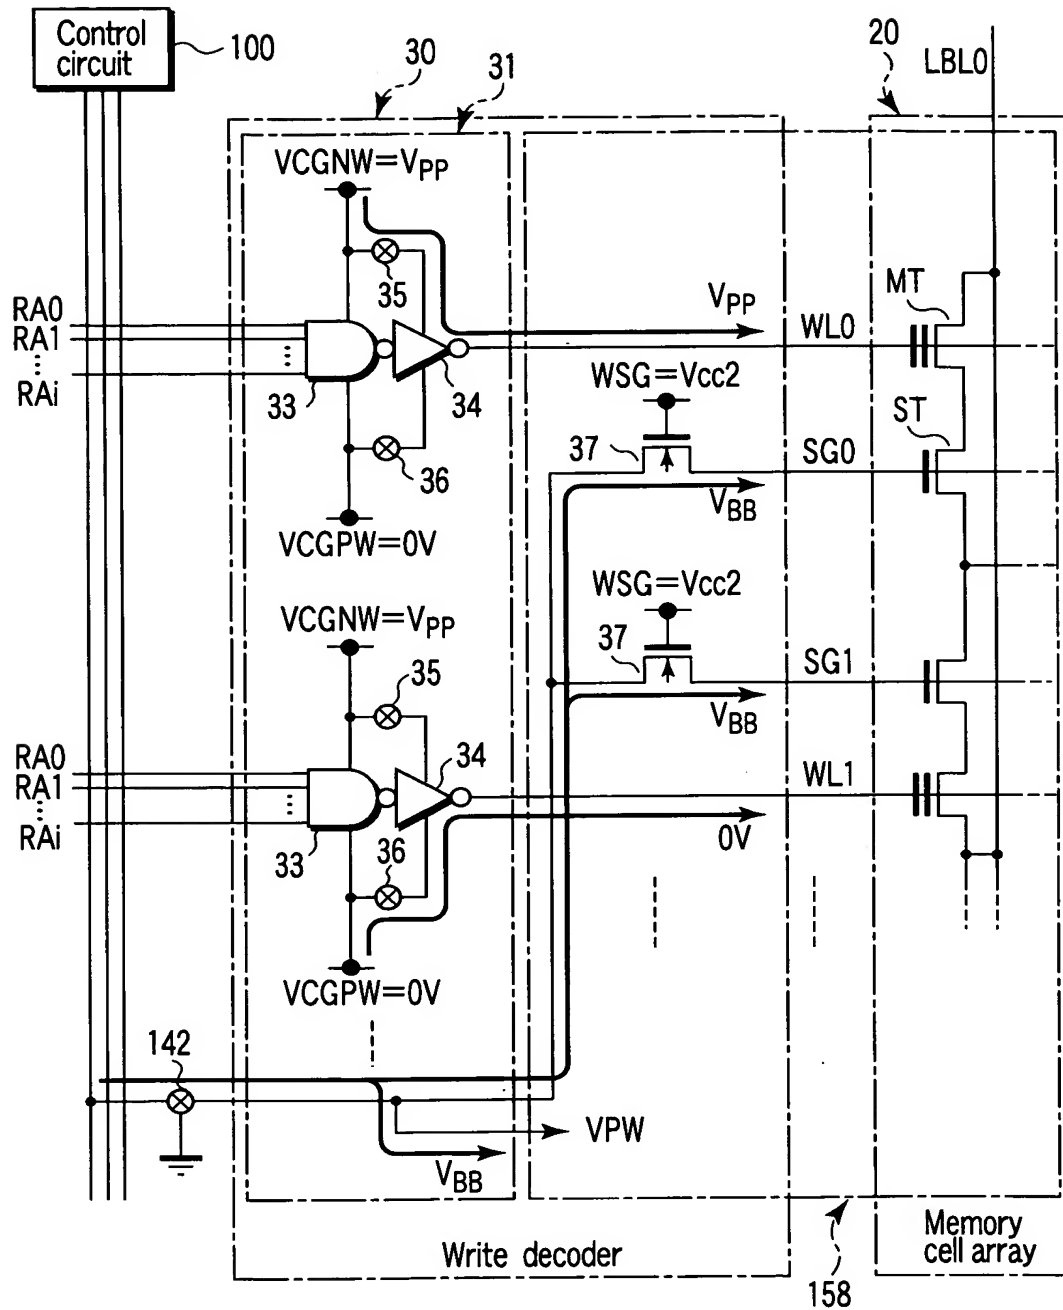 Control
circuit
100
30
31
20
LBL0
VCGNW=VPP
35
RA0
RA1
RAi
33
34
36
VCGPW=0V
VPP
WL0
MT
WSG=Vcc2
37
SG0
ST
VBB
VCGNW=VPP
35
WSG=Vcc2
37
SG1
VBB
RA0
RA1
RAi
33
34
36
WL1
0V
VCGPW=0V
142
VPW
VBB
Write decoder
158
Memory
cell array